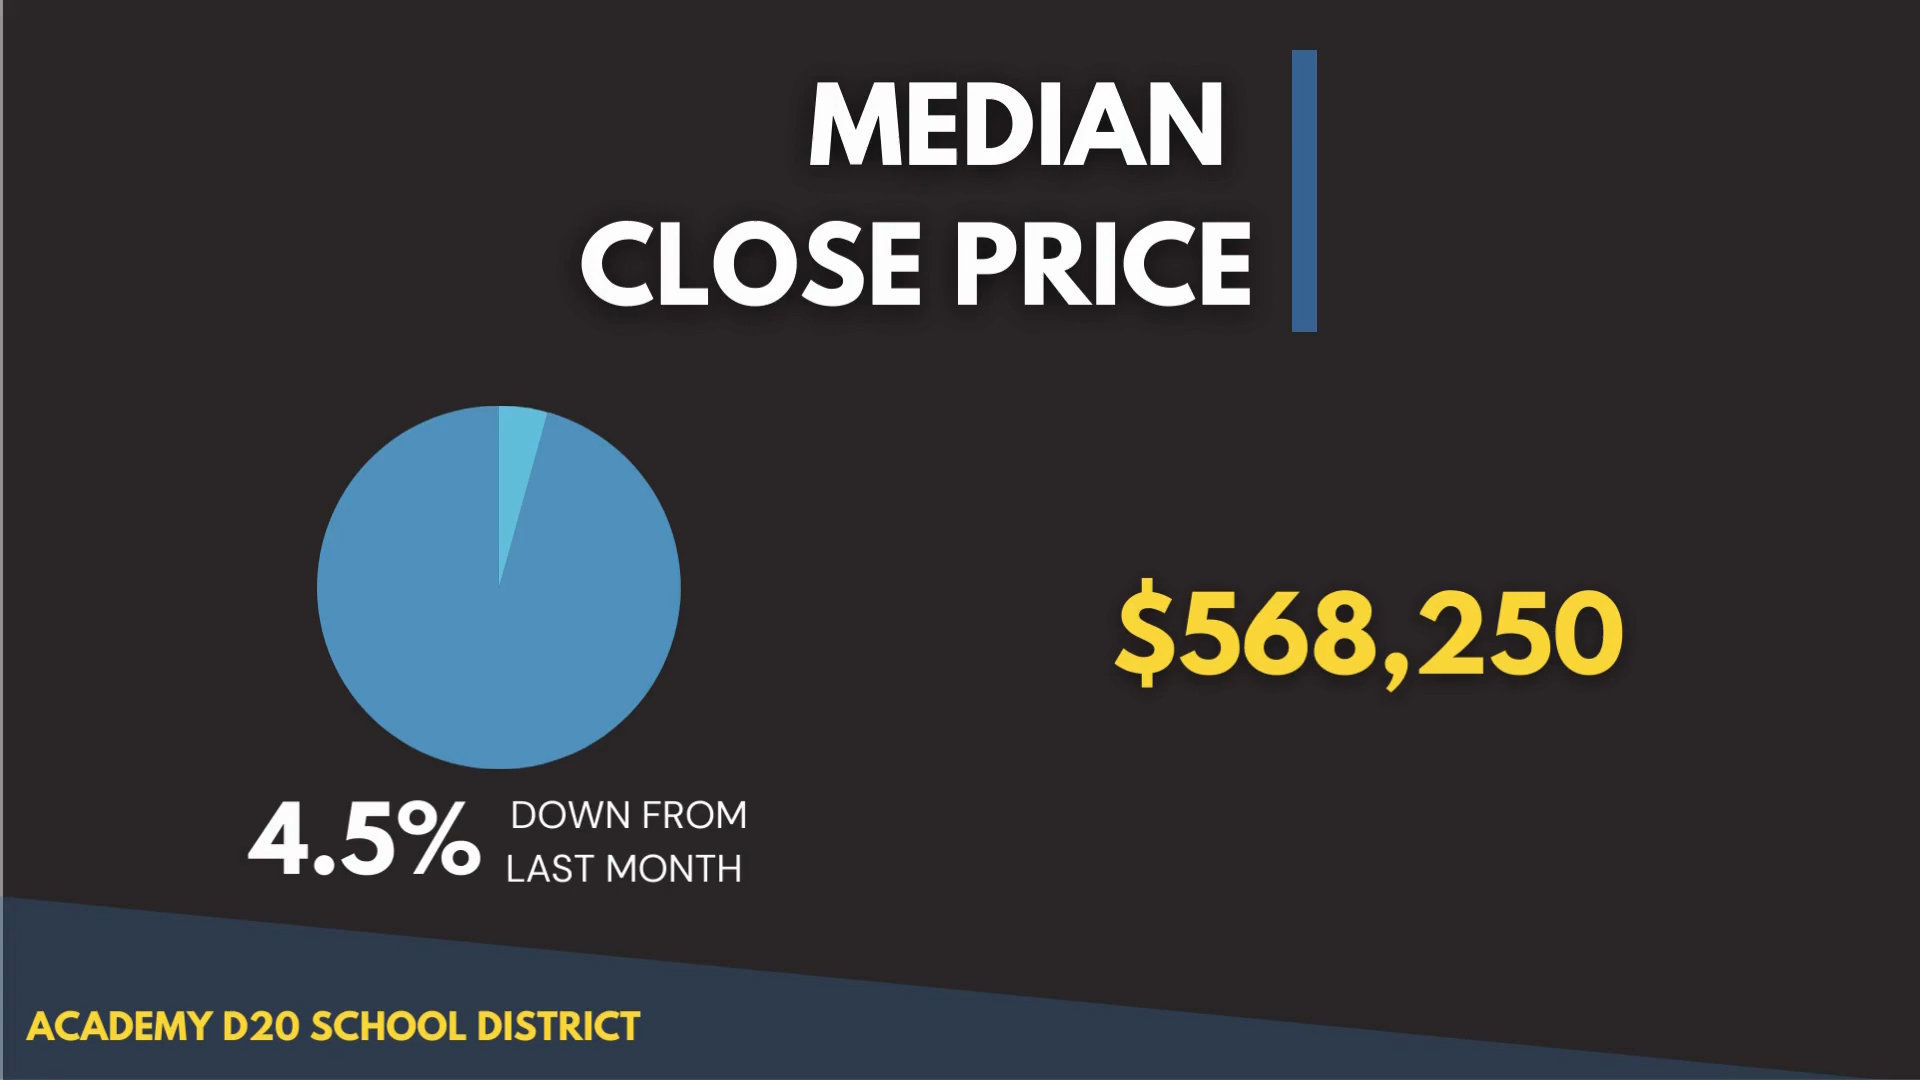 MEDIAN
CLOSE PRICE
$568,250
4.5%
DOWN FROM
LAST MONTH
ACADEMY D20 SCHOOL DISTRICT